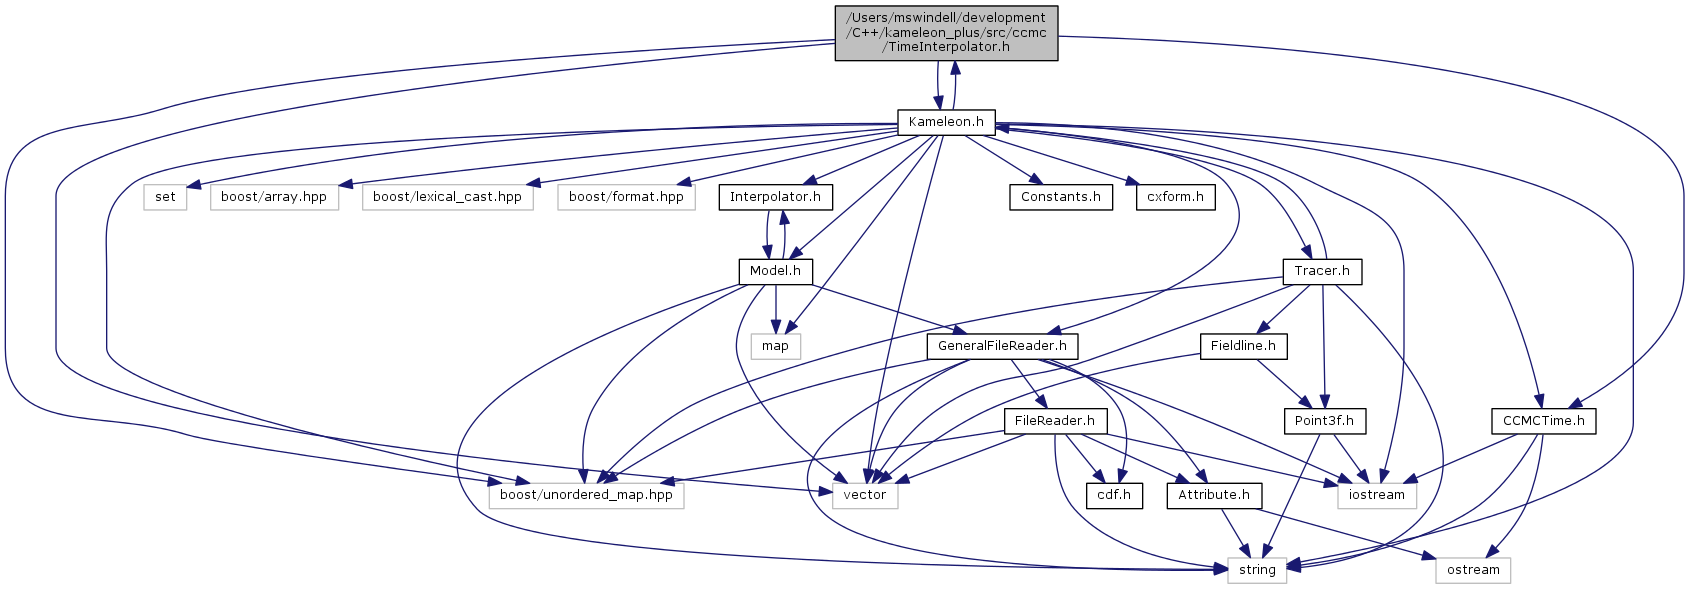 /Users/mswindell/development
/C++/kameleon_plus/src/ccmc
/TimeInterpolator.h
Kameleon.h
set
boost/array.hpp
boost/lexical_cast.hpp
boost/format.hpp
Interpolator.h
Constants.h
cxform.h
Model.h
Tracer.h
map
GeneralFileReader.h
Fieldline.h
FileReader.h
Point3f.h
CCMCTime.h
boost/unordered_map.hpp
vector
cdf.h
Attribute.h
iostream
string
ostream